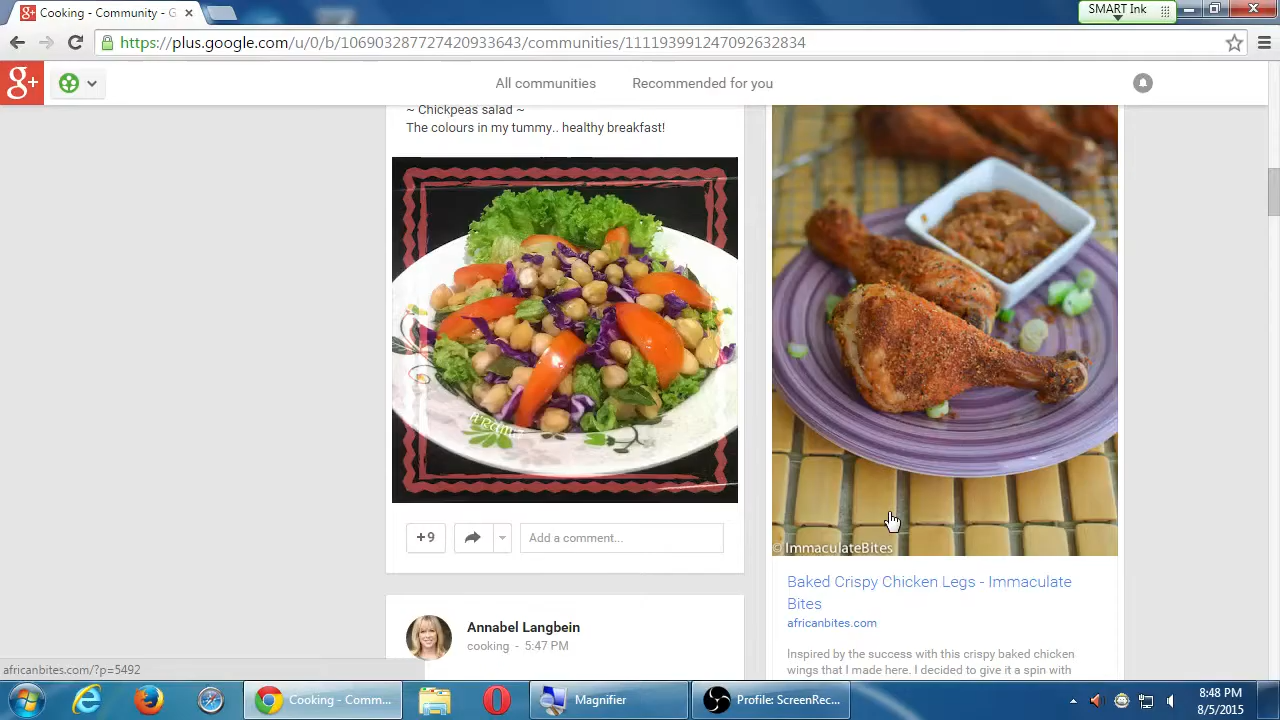 Cooking - Community - G
SMART Ink
https://plus.google.com/u/0/b/106903287727420933643/communities/111193991247092632834
g+
All communities
Recommended for you
~ Chickpeas salad ~
The colours in my tummy.. healthy breakfast!
+9
Add a comment...
Annabel Langbein
cooking - 5:47 PM
© ImmaculateBites
Baked Crispy Chicken Legs - Immaculate
Bites
africanbites.com
Inspired by the success with this crispy baked chicken
wings that I made here. I decided to give it a spin with
africanbites.com/?p=5492
Cooking - Comm...
Magnifier
Profile: ScreenRec...
8:48 PM
8/5/2015